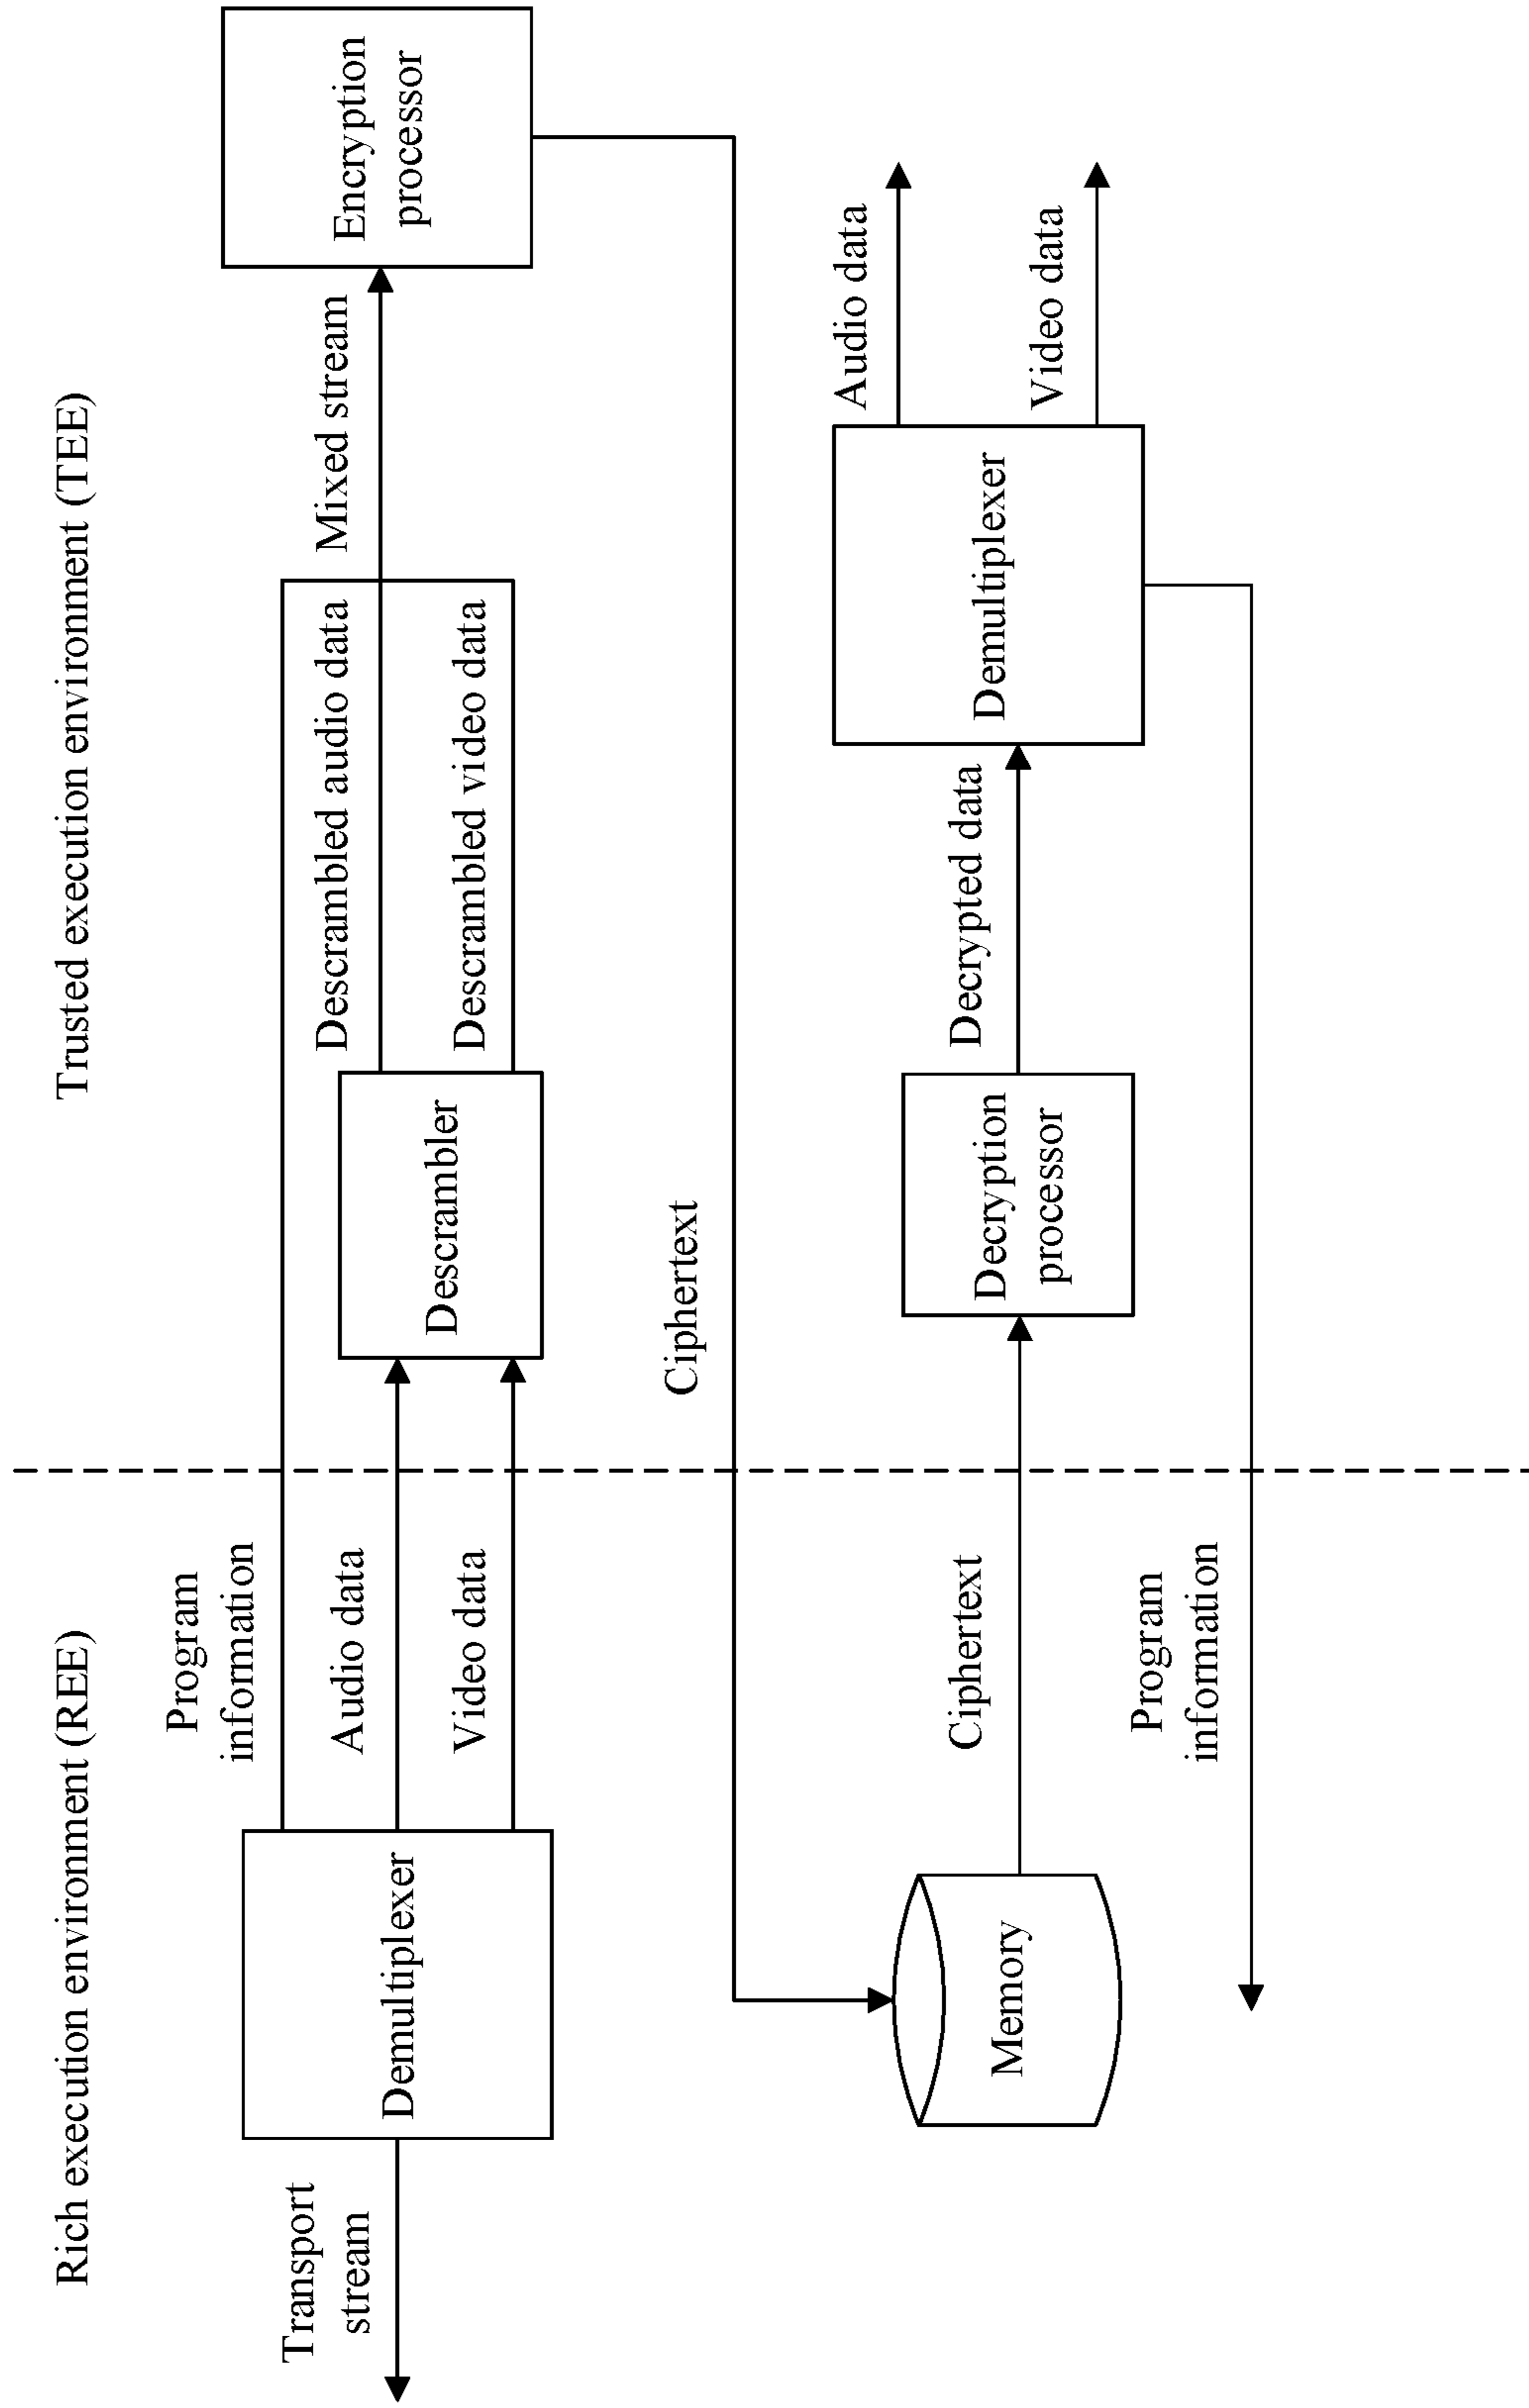 Rich execution environment (REE)
Trusted execution environment (TEE)
Program
information
Transport
stream
Demultiplexer
Audio data
Video data
Descrambler
Descrambled audio data
Descrambled video data
Mixed stream
Encryption
processor
Ciphertext
Memory
Ciphertext
Decryption
processor
Decrypted data
Demultiplexer
Audio data
Video data
Program
information